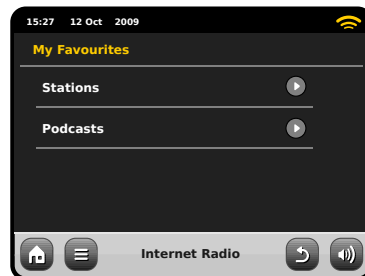 15:27 12 Oct 2009
My Favourites
Stations
Podcasts
Internet Radio